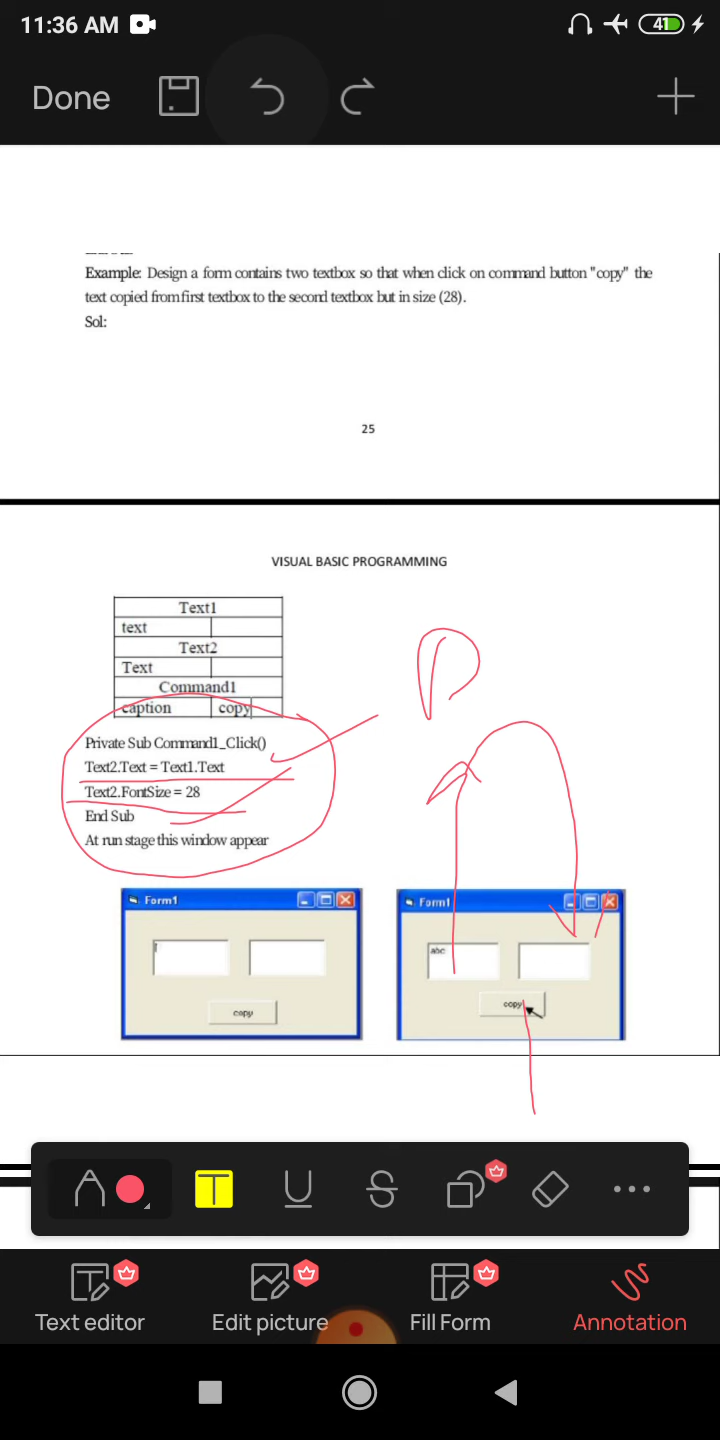 11:36 AM
41
Done
Example: Design a form contains two textbox so that when click on command button "copy" the
text copied from first textbox to the second textbox but in size (28).
Sol:
25
VISUAL BASIC PROGRAMMING
Text1
text
Text2
Text
Command1
caption copy
Private Sub Command1_Click()
Text2.Text = Text1.Text
Text2.FontSize = 28
End Sub
At run stage this window appear
Form1
copy
Form1
abc
copy
T
U
S
Text editor
Edit picture
Fill Form
Annotation